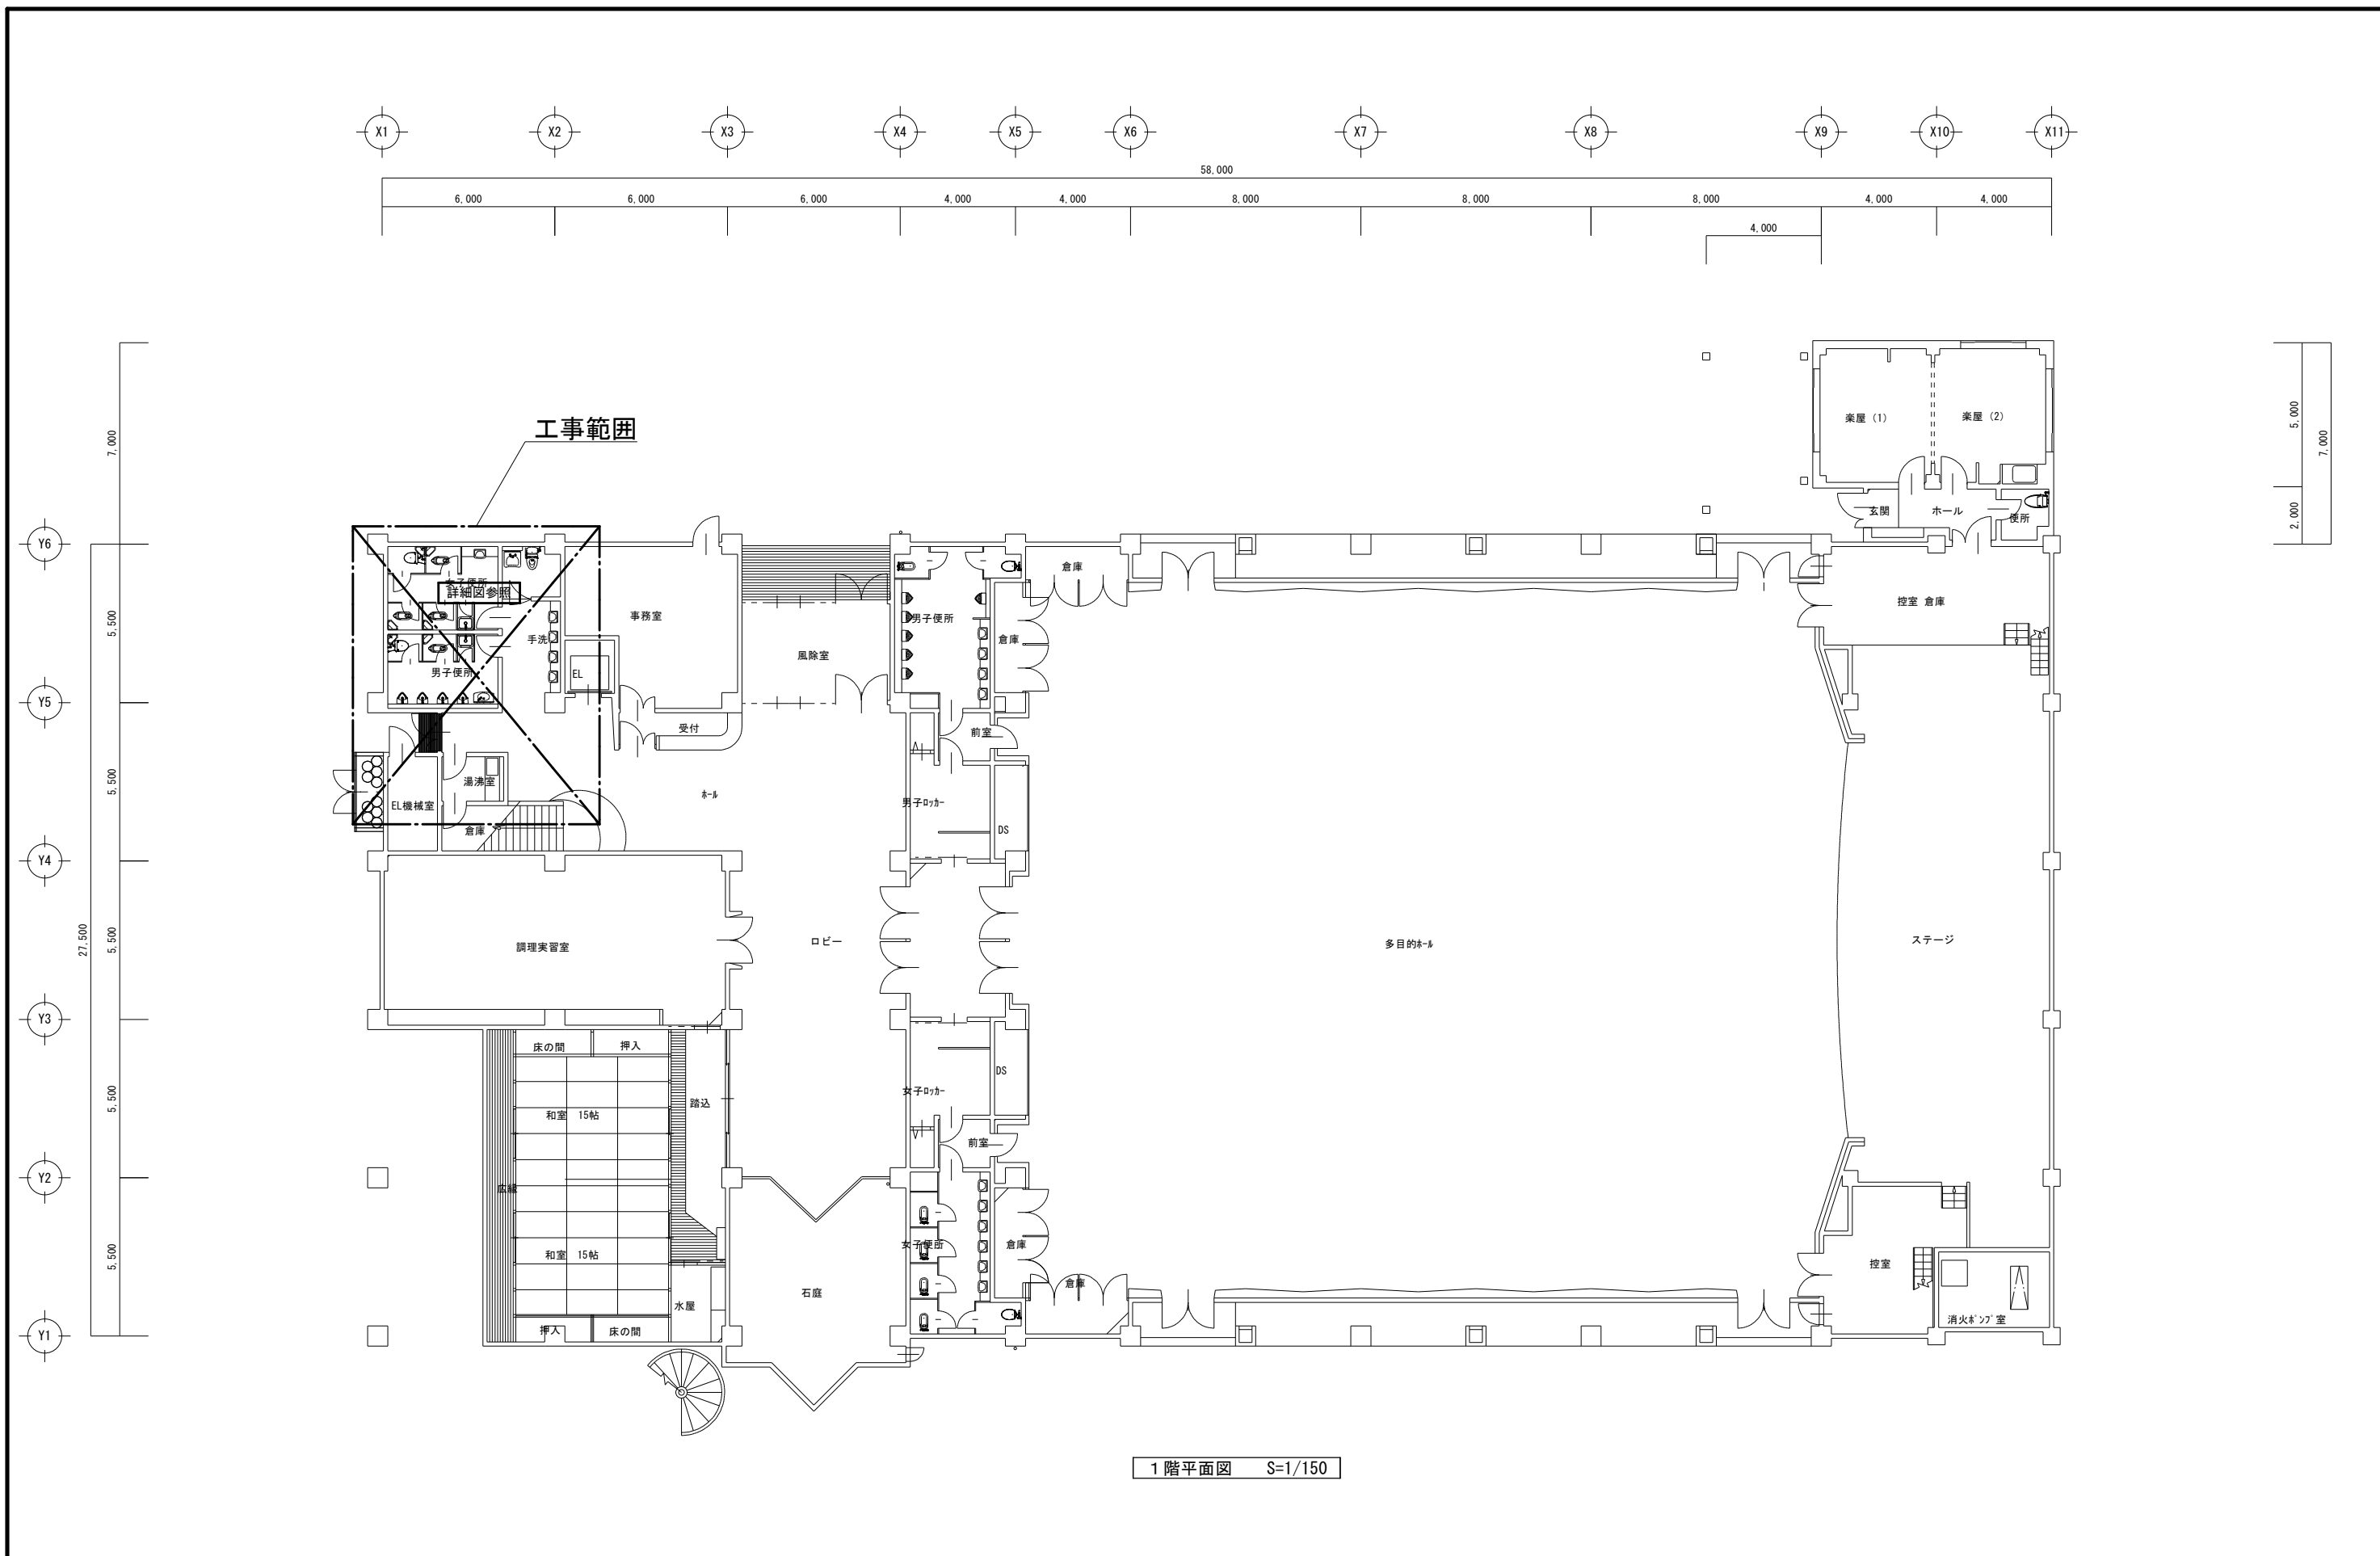 X1
X2
X3
X4
X5
X6
X7
X8
X9
X10
X11
58,000
6,000
6,000
6,000
4,000
4,000
8,000
8,000
8,000
4,000
4,000
4,000
工事範囲
7,000
5,000
7,000
2,000
楽屋（1）
楽屋（2）
玄関
ホール
便所
Y6
Y5
Y4
Y3
Y2
Y1
27,500
5,500
5,500
5,500
5,500
5,500
女子便所
詳細図参照
手洗
男子便所
EL
事務室
受付
風除室
湯沸室
EL機械室
倉庫
ﾎｰﾙ
男子便所
倉庫
倉庫
前室
男子ﾛｯｶｰ
DS
控室 倉庫
調理実習室
ロビー
多目的ﾎｰﾙ
ステージ
床の間
押入
和室　15帖
踏込
広縁
和室　15帖
水屋
押入
床の間
石庭
女子ﾛｯｶｰ
DS
前室
女子便所
倉庫
倉庫
控室
消火ﾎﾟﾝﾌﾟ室
１階平面図　　S=1/150